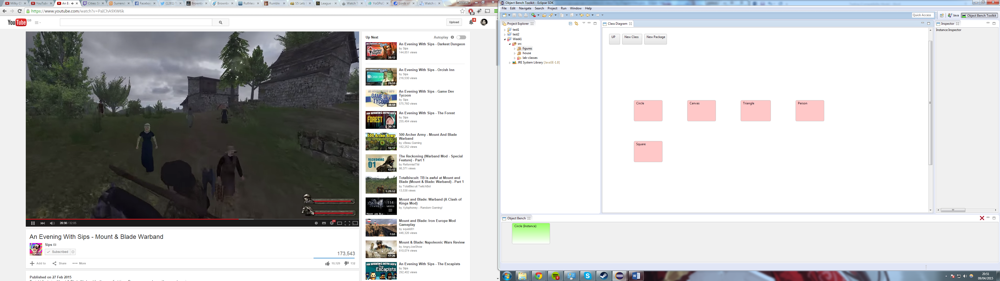 Milky C
YouTube
An Ev
Cities: S
Surrende
Facebook
(1281) T
Brownb
Brownbe
Ruthless
Rumble
S5 Lets
League
Watch T
YoGPoD
Lords of
Watch c
Ashhad
https://www.youtube.com/watch?v=PaIChA9XW6k
YouTube GB
Upload
4
20:30 / 32:05
HD
An Evening With Sips - Mount & Blade Warband
Sips
Subscribed
173,543
Add to
Share
More
10,129
132
Published on 27 Feb 2015
Up Next
Autoplay
An Evening With Sips - Darkest Dungeon
by Sips
144,851 views
39:12
An Evening With Sips - Orcish Inn
by Sips
216,530 views
29:59
An Evening With Sips - Game Dev
Tycoon
by Sips
575,760 views
38:59
An Evening With Sips - The Forest
by Sips
255,484 views
36:38
500 Archer Army - Mount And Blade
Warband
by xBeau Gaming
182,252 views
16:17
The Reckoning (Warband Mod - Special
Feature) - Part 1
by ReformistTM
86,371 views
43:17
Totalbiscuit: TB is awful at Mount and
Blade (Mount & Blade: Warband) - Part 1
by TotalBiscuit TwitchBot
13,538 views
1:29:52
Mount and Blade: Warband (A Clash of
Kings Mod)
by Xylophoney - Random Gaming!
114
VIDEOS
Mount and Blade: Iron Europe Mod
Gameplay
by squidd81
446,326 views
7:51
Mount & Blade: Napoleonic Wars Review
by AngryJoeShow
810,074 views
17:26
An Evening With Sips - The Escapists
by Sips
292,402 views
27:10
Object Bench Toolkit - Eclipse SDK
File Edit Navigate Search Project Run Window Help
Quick Access
Java
Object Bench Toolkit
Project Explorer
test1
test2
Week1
src
figures
house
lab-classes
JRE System Library [JavaSE-1.8]
Class Diagram
UP
New Class
New Package
Circle
Canvas
Triangle
Person
Square
Inspector
Instance Inspector
Object Bench
Circle (Instance)
20:51
09/04/2015